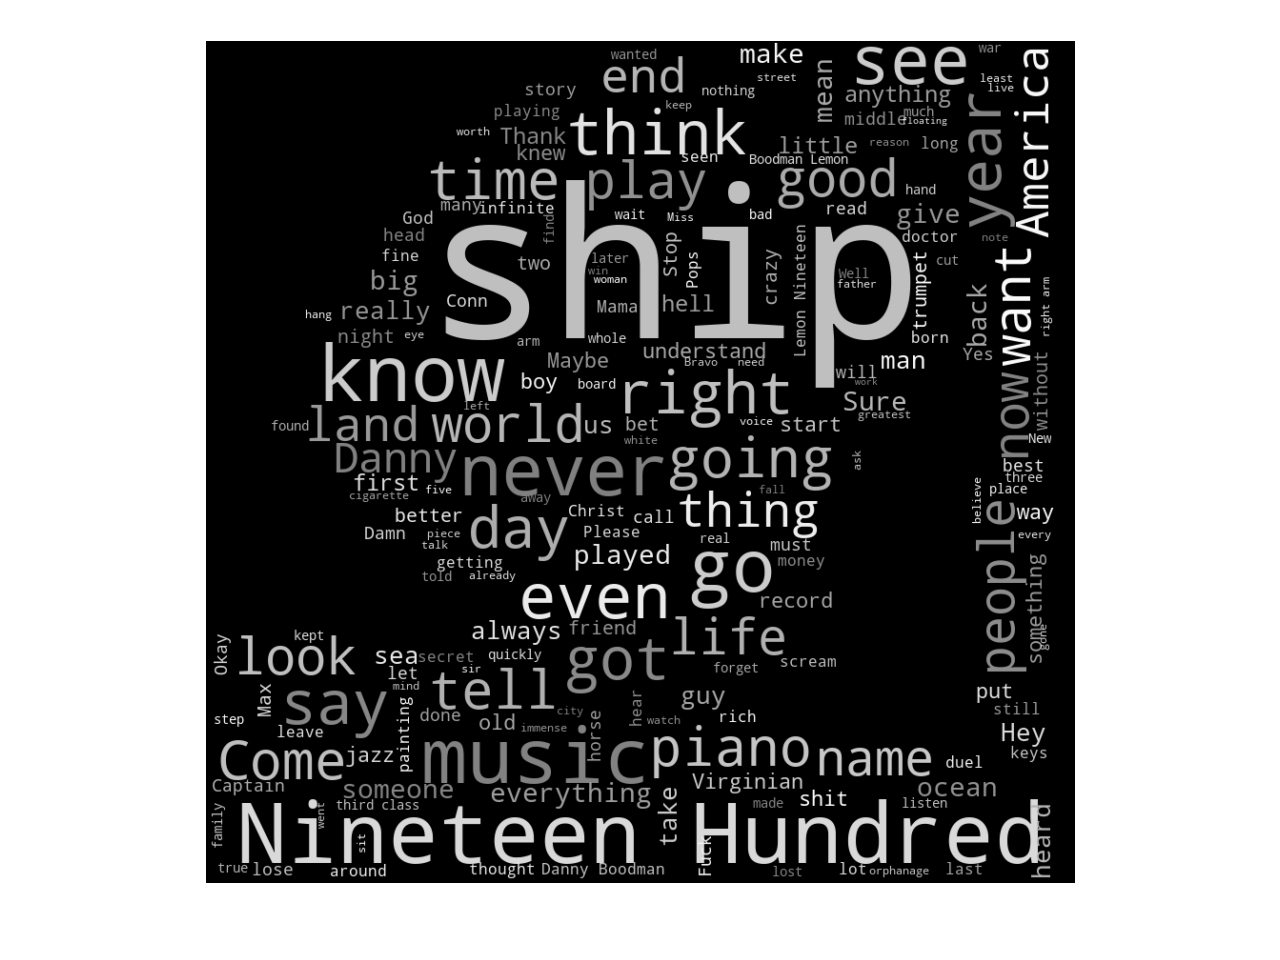 wanted
make
see
war
America
end
street
mean
least
live
story
nothing
anything
year
playing
keep
much
middle
floating
worth
Thank
think
little
reason
long
knew
seen
Boodman Lemon
time
play
good
hand
many
infinite
God
find
wait
Miss
bad
read
give
head
ship
Stop
Pops
crazy
Lemon Nineteen
doctor
note
fine
two
later
win
woman
Well
father
trumpet
cut
want
big
Conn
Mama
hell
back
right arm
hang
really
night
eye
arm
whole
born
understand
Maybe
Bravo
need
man
Yes
know
boy
board
right
will
work
now
without
left
Sure
greatest
found
land
world
us
bet
voice
start
white
New
Danny
never
going
ask
best
first
three
cigarette
five
away
fall
place
believe
better
Christ
call
thing
people
way
Damn
piece
talk
day
Please
real
must
every
getting
played
money
something
told
already
go
even
record
gone
kept
always
friend
life
Okay
look
sea
secret
sir
quickly
got
forget
scream
let
mind
Max
say
tell
guy
put
step
painting
done
old
city
immense
horse
hear
watch
rich
still
leave
Hey
Come
jazz
music
piano
name
duel
keys
Captain
someone
everything
Virginian
ocean
family
went
third class
take
made
shit
listen
Nineteen
Hundred
heard
sit
Fuck
true
lose
around
thought
Danny Boodman
lost
lot
orphanage
last